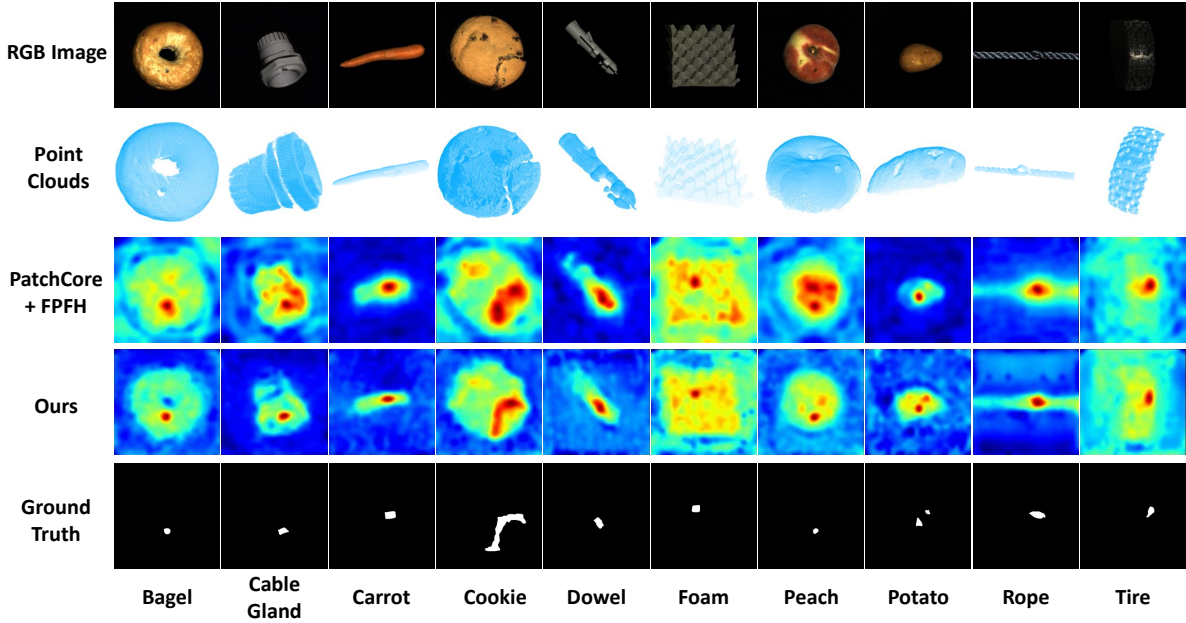 RGB Image
Point
Clouds
PatchCore
+ FPFH
Ours
Ground
Truth
Bagel
Cable
Gland
Carrot
Cookie
Dowel
Foam
Peach
Potato
Rope
Tire